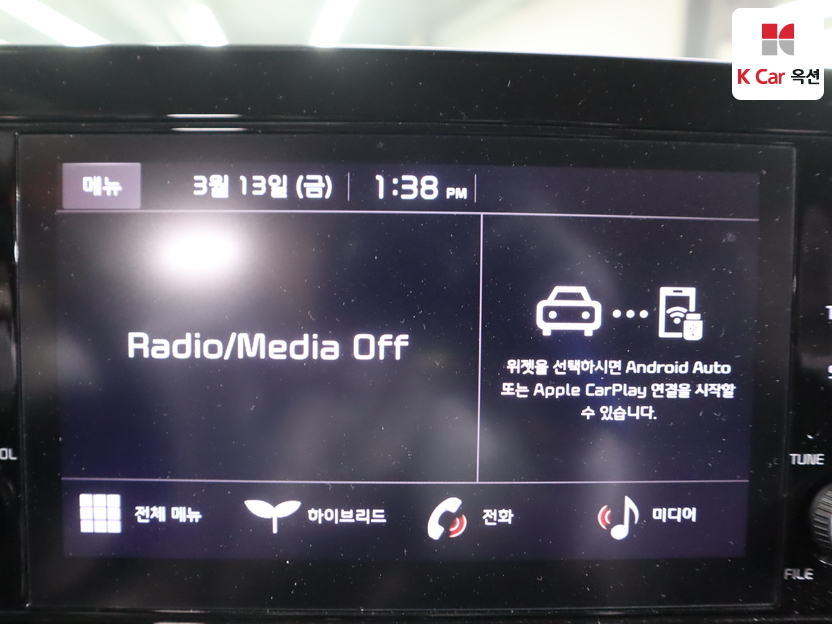 K Car 옥션
메뉴
3월 13일 (금)
1:38 PM
Radio/Media Off
위젯을 선택하시면 Android Auto
또는 Apple CarPlay 연결을 시작할
수 있습니다.
전체 메뉴
하이브리드
전화
미디어
TUNE
FILE